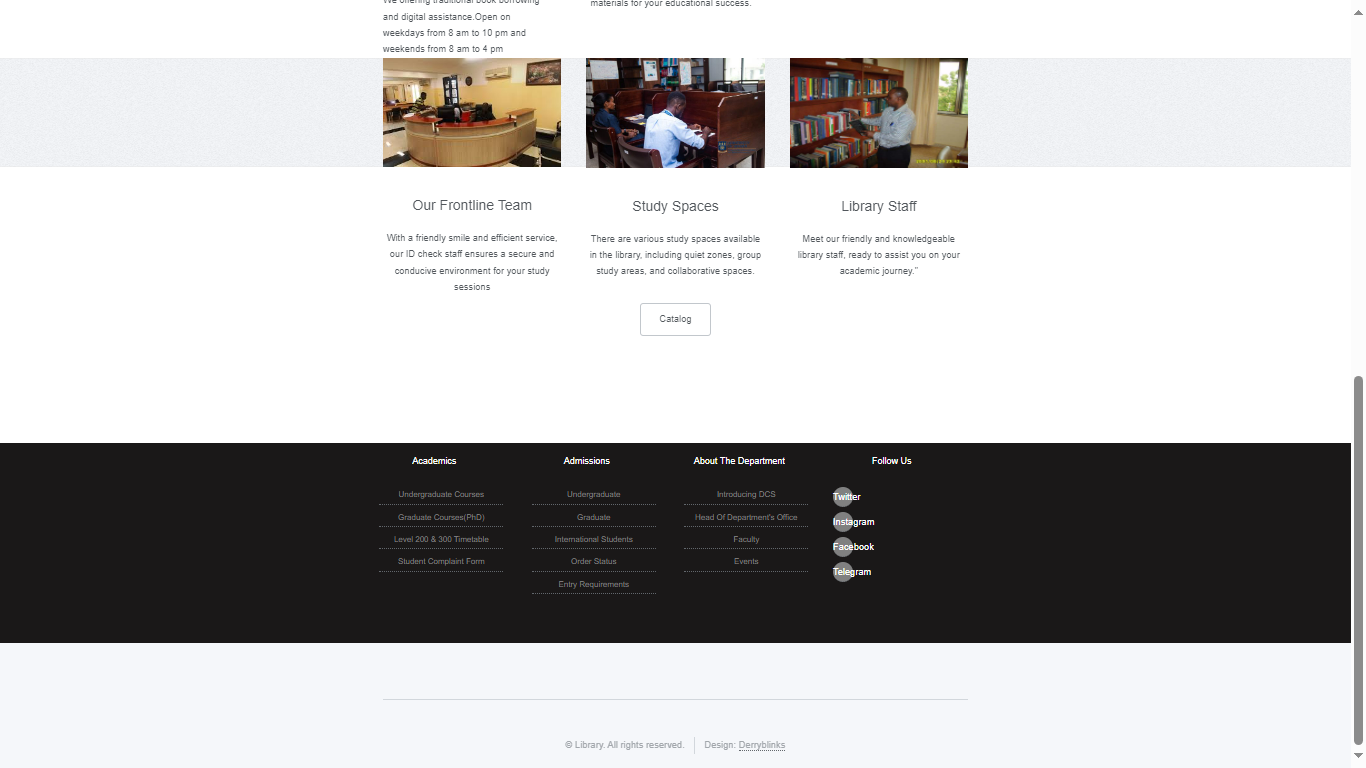 We offering traditional book borrowing
and digital assistance.Open on
weekdays from 8 am to 10 pm and
weekends from 8 am to 4 pm
materials for your educational success.
Our Frontline Team
With a friendly smile and efficient service,
our ID check staff ensures a secure and
conducive environment for your study
sessions
Study Spaces
There are various study spaces available
in the library, including quiet zones, group
study areas, and collaborative spaces.
Library Staff
Meet our friendly and knowledgeable
library staff, ready to assist you on your
academic journey."
Catalog
Academics
Undergraduate Courses
Graduate Courses(PhD)
Level 200 & 300 Timetable
Student Complaint Form
Admissions
Undergraduate
Graduate
International Students
Order Status
Entry Requirements
About The Department
Introducing DCS
Head Of Department's Office
Faculty
Events
Follow Us
Twitter
Instagram
Facebook
Telegram
© Library. All rights reserved.
Design: Derryblinks